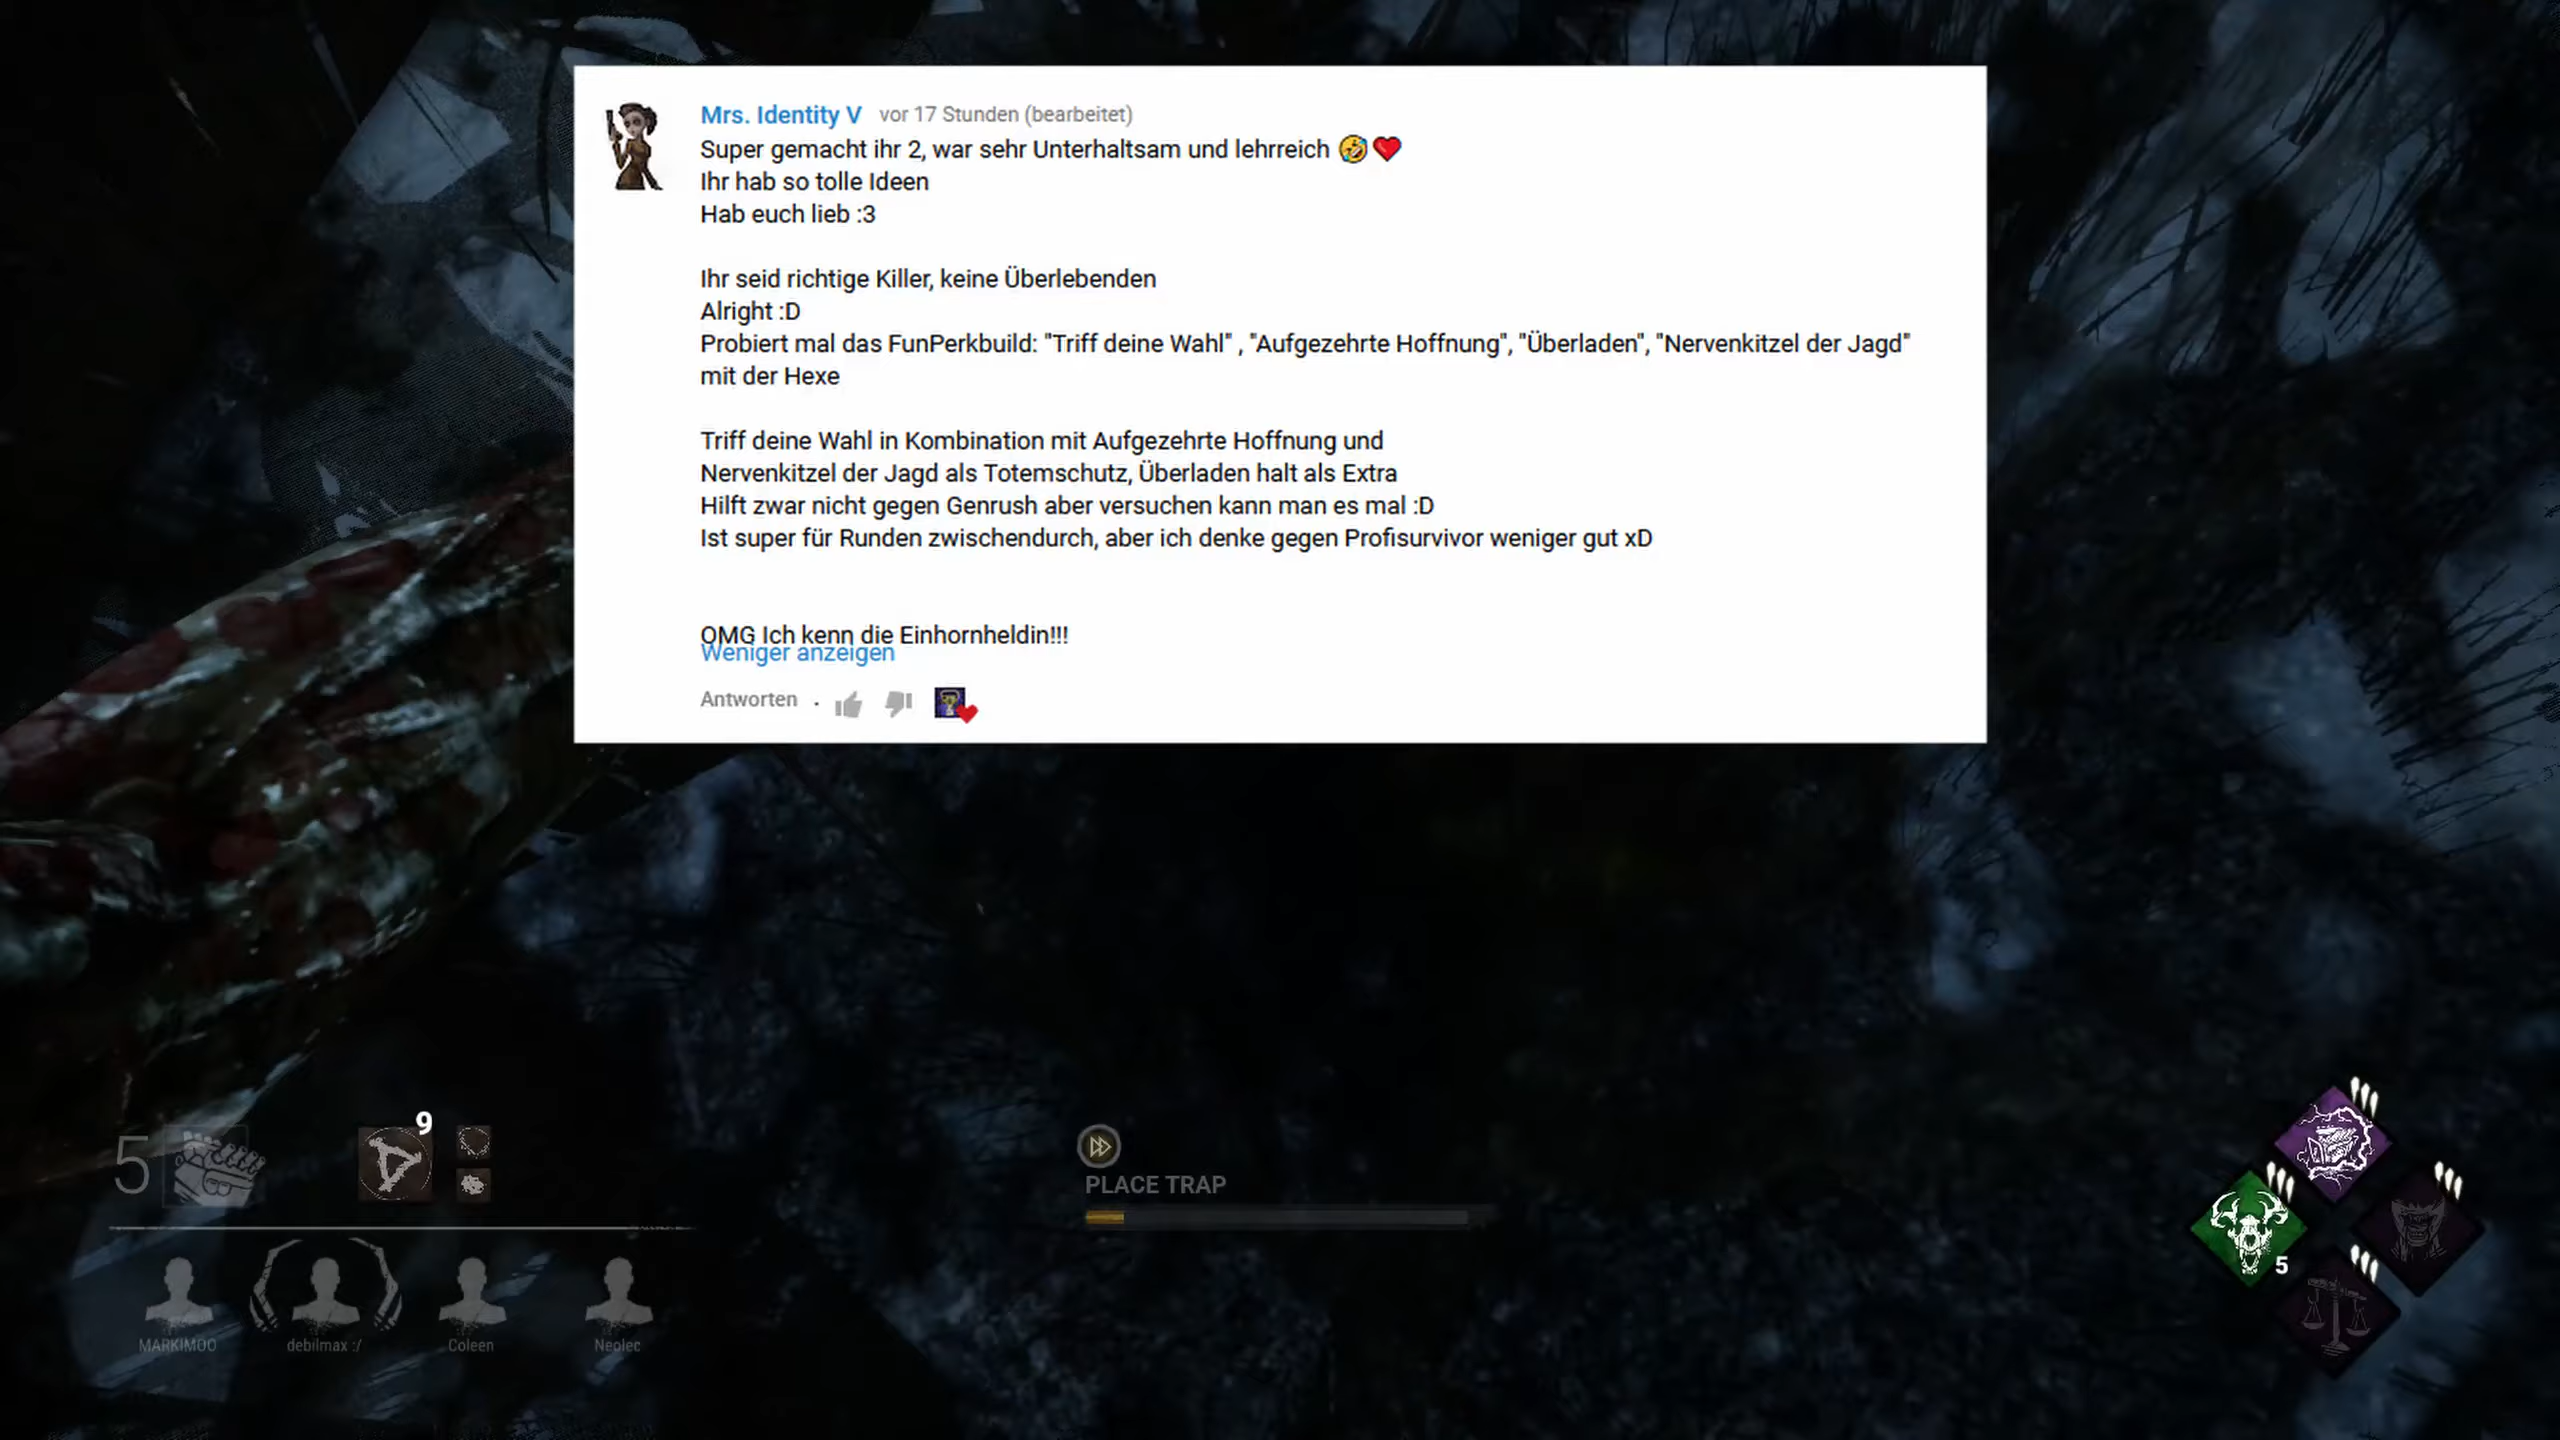 Mrs. Identity V vor 17 Stunden (bearbeitet)
Super gemacht ihr 2, war sehr Unterhaltsam und lehrreich 🤣❤️
Ihr hab so tolle Ideen
Hab euch lieb :3
Ihr seid richtige Killer, keine Überlebenden
Alright :D
Probiert mal das FunPerkbuild: "Triff deine Wahl" , "Aufgezehrte Hoffnung", "Überladen", "Nervenkitzel der Jagd"
mit der Hexe
Triff deine Wahl in Kombination mit Aufgezehrte Hoffnung und
Nervenkitzel der Jagd als Totemschutz, Überladen halt als Extra
Hilft zwar nicht gegen Genrush aber versuchen kann man es mal :D
Ist super für Runden zwischendurch, aber ich denke gegen Profisurvivor weniger gut xD
OMG Ich kenn die Einhornheldin!!!
Weniger anzeigen
Antworten ·
5
9
PLACE TRAP
5
MARKIMOO debilmax :/ Coleen Neolec